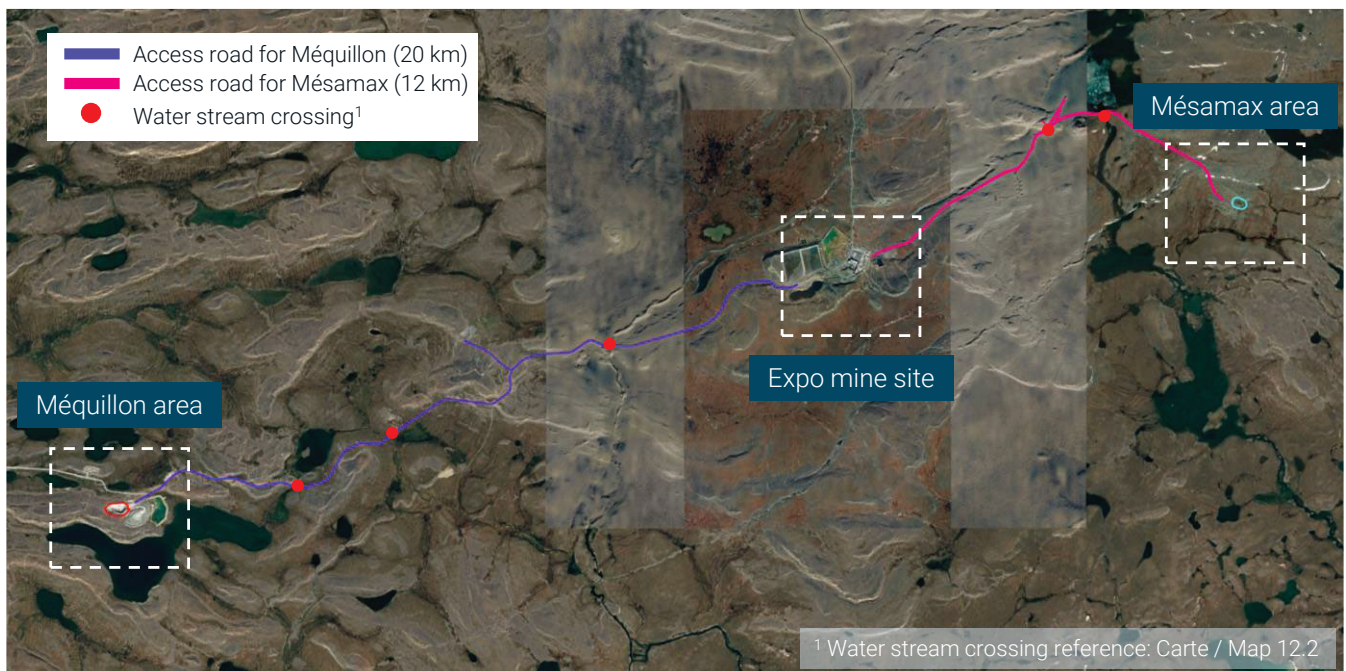 Access road for Méquillon (20 km)
Access road for Mésamax (12 km)
Water stream crossing¹
Mésamax area
Expo mine site
Méquillon area
¹ Water stream crossing reference: Carte / Map 12.2